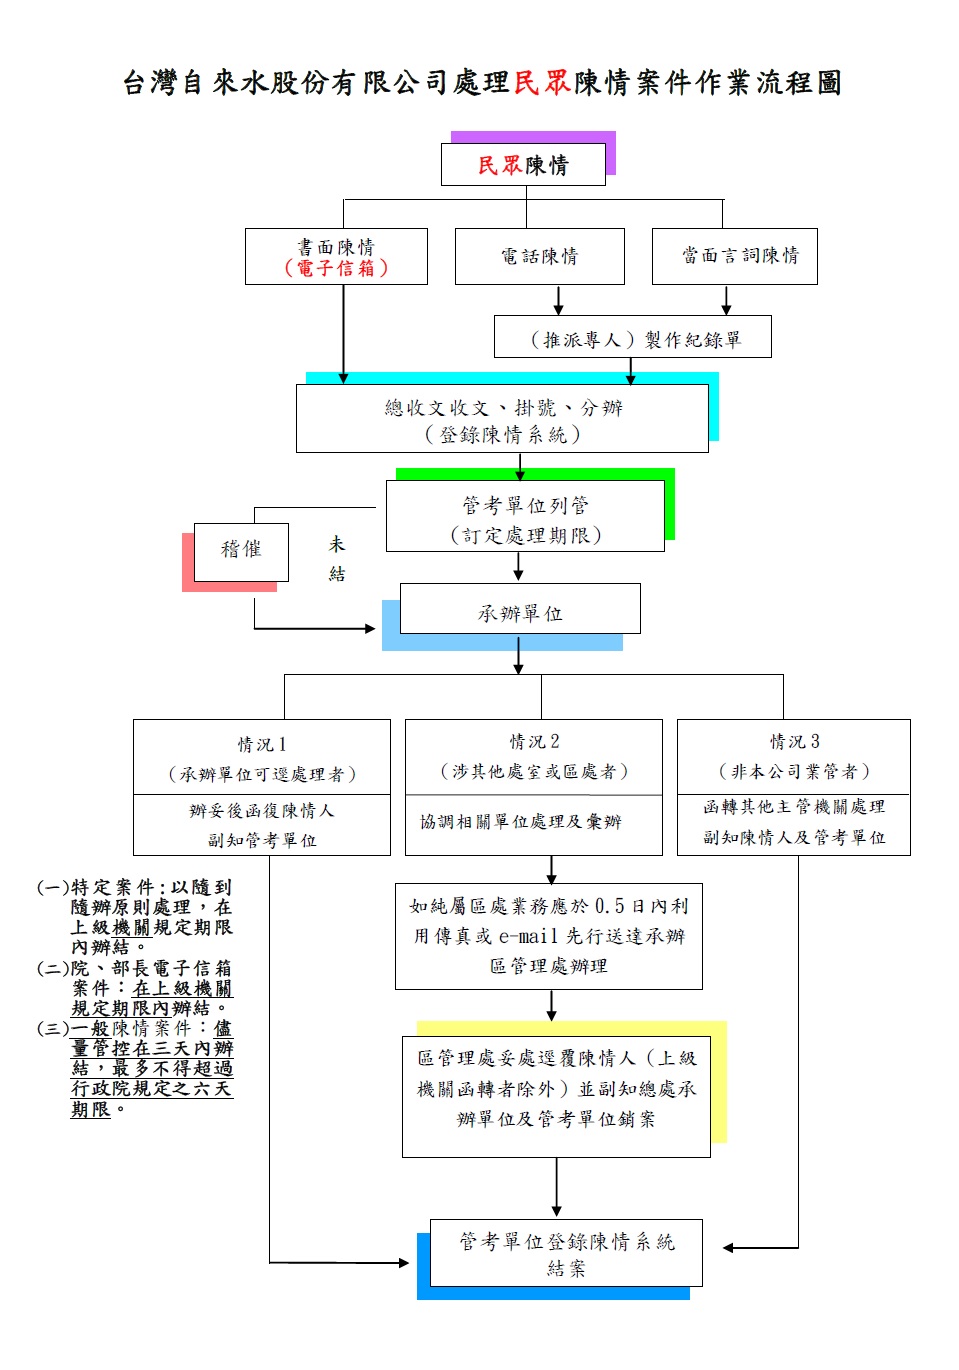 台灣自來水股份有限公司處理民眾陳情案件作業流程圖
民眾陳情
書面陳情
（電子信箱）
電話陳情
當面言詞陳情
（推派專人）製作紀錄單
總收文收文、掛號、分辦
（登錄陳情系統）
管考單位列管
（訂定處理期限）
稽催
未
結
承辦單位
情況1
（承辦單位可逕處理者）
辦妥後函復陳情人
副知管考單位
情況2
（涉其他處室或區處者）
協調相關單位處理及彙辦
情況3
（非本公司業管者）
函轉其他主管機關處理
副知陳情人及管考單位
如純屬區處業務應於0.5日內利
用傳真或e-mail先行送達承辦
區管理處辦理
區管理處妥處逕覆陳情人（上級
機關函轉者除外）並副知總處承
辦單位及管考單位銷案
管考單位登錄陳情系統
結案
(一)特定案件:以隨到
隨辦原則處理，在
上級機關規定期限
內辦結。
(二)院、部長電子信箱
案件：在上級機關
規定期限內辦結。
(三)一般陳情案件：儘
量管控在三天內辦
結，最多不得超過
行政院規定之六天
期限。